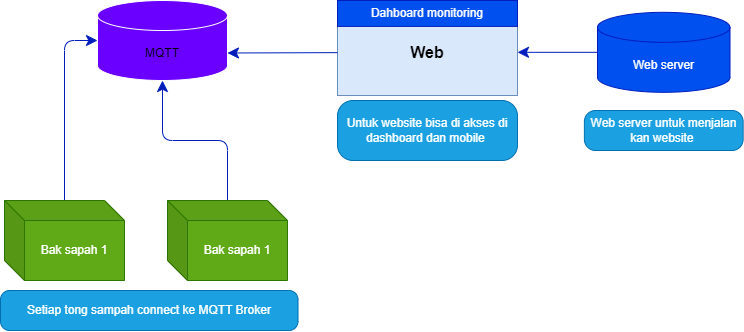 Dahboard monitoring
MQTT
Web
Web server
Untuk website bisa di akses di
dashboard dan mobile
Web server untuk menjalan
kan website
Bak sapah 1
Bak sapah 1
Setiap tong sampah connect ke MQTT Broker